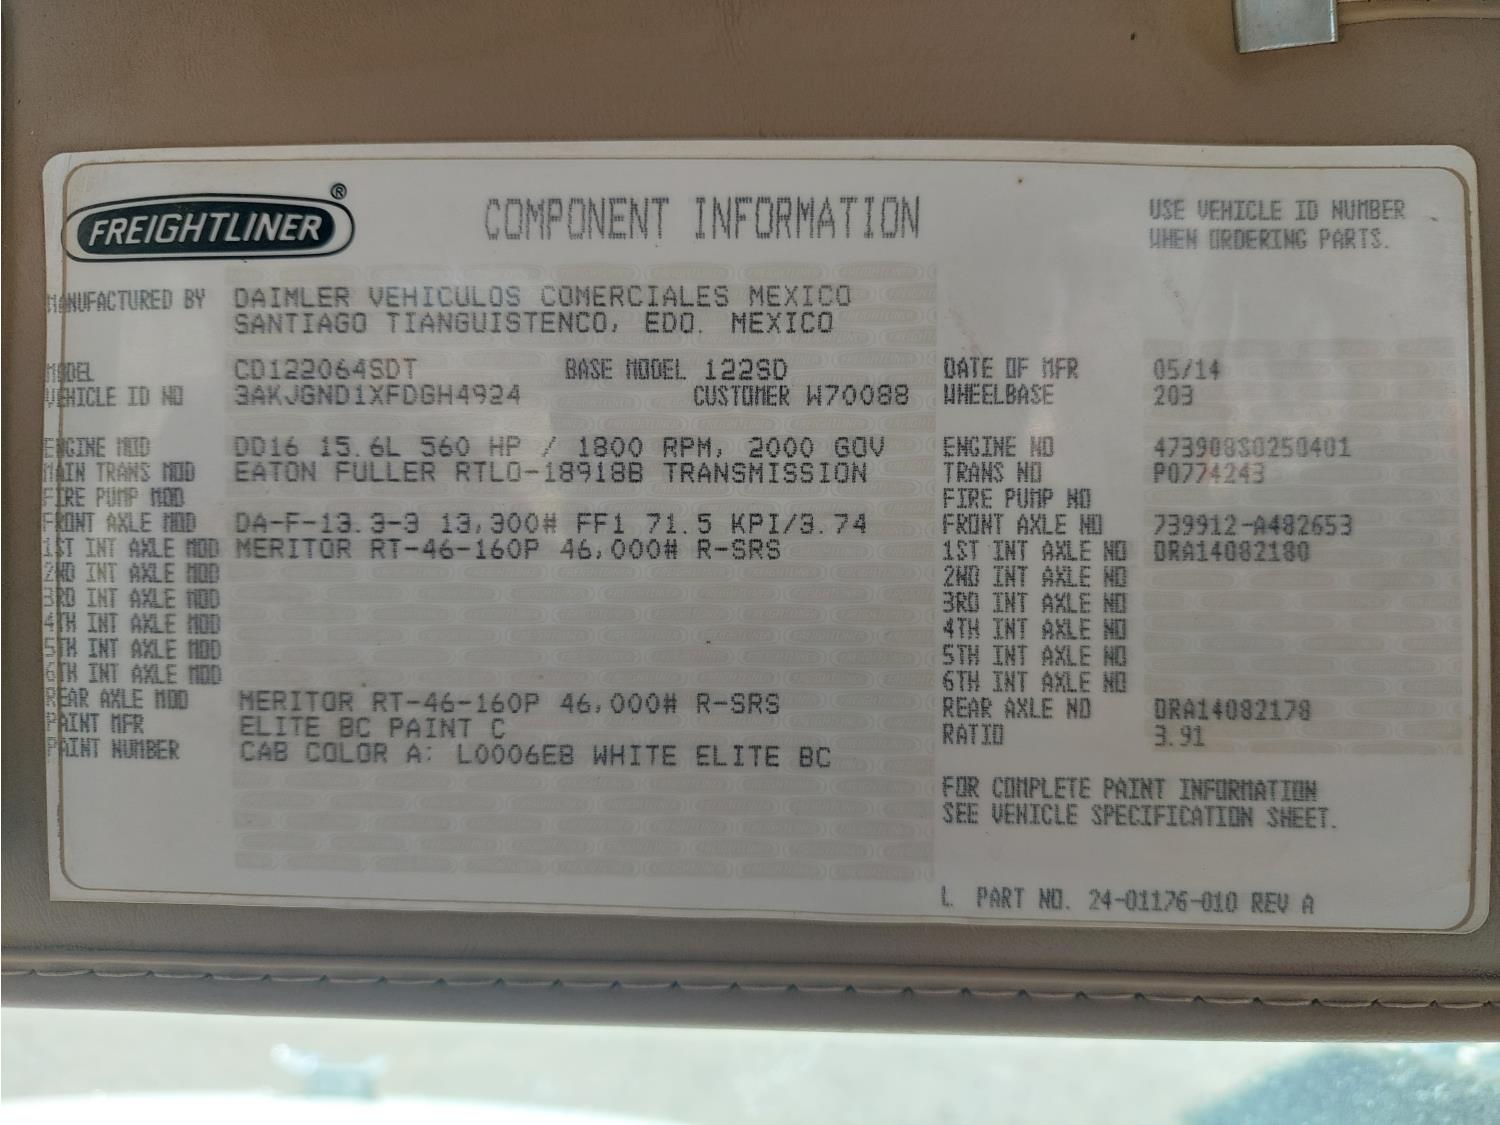 FREIGHTLINER ®
COMPONENT INFORMATION
USE VEHICLE ID NUMBER
WHEN ORDERING PARTS.
MANUFACTURED BY DAIMLER VEHICULOS COMERCIALES MEXICO
SANTIAGO TIANGUISTENCO, EDO. MEXICO
MODEL CD122064SDT BASE MODEL 122SD DATE OF MFR 05/14
VEHICLE ID NO 3AKJGND1XFDGH4924 CUSTOMER W70088 WHEELBASE 203
ENGINE MOD DD16 15.6L 560 HP / 1800 RPM, 2000 GOV ENGINE NO 473908S0250401
MAIN TRANS MOD EATON FULLER RTLO-18918B TRANSMISSION TRANS NO P0774243
FIRE PUMP MOD FIRE PUMP NO
FRONT AXLE MOD DA-F-13.3-3 13,300# FF1 71.5 KPI/3.74 FRONT AXLE NO 739912-A482653
1ST INT AXLE MOD MERITOR RT-46-160P 46,000# R-SRS 1ST INT AXLE NO DRA14082180
2ND INT AXLE MOD 2ND INT AXLE NO
3RD INT AXLE MOD 3RD INT AXLE NO
4TH INT AXLE MOD 4TH INT AXLE NO
5TH INT AXLE MOD 5TH INT AXLE NO
6TH INT AXLE MOD 6TH INT AXLE NO
REAR AXLE MOD MERITOR RT-46-160P 46,000# R-SRS REAR AXLE NO DRA14082178
PAINT MFR ELITE BC PAINT C RATIO 3.91
PAINT NUMBER CAB COLOR A: L0006EB WHITE ELITE BC
FOR COMPLETE PAINT INFORMATION
SEE VEHICLE SPECIFICATION SHEET.
L PART NO. 24-01176-010 REV A